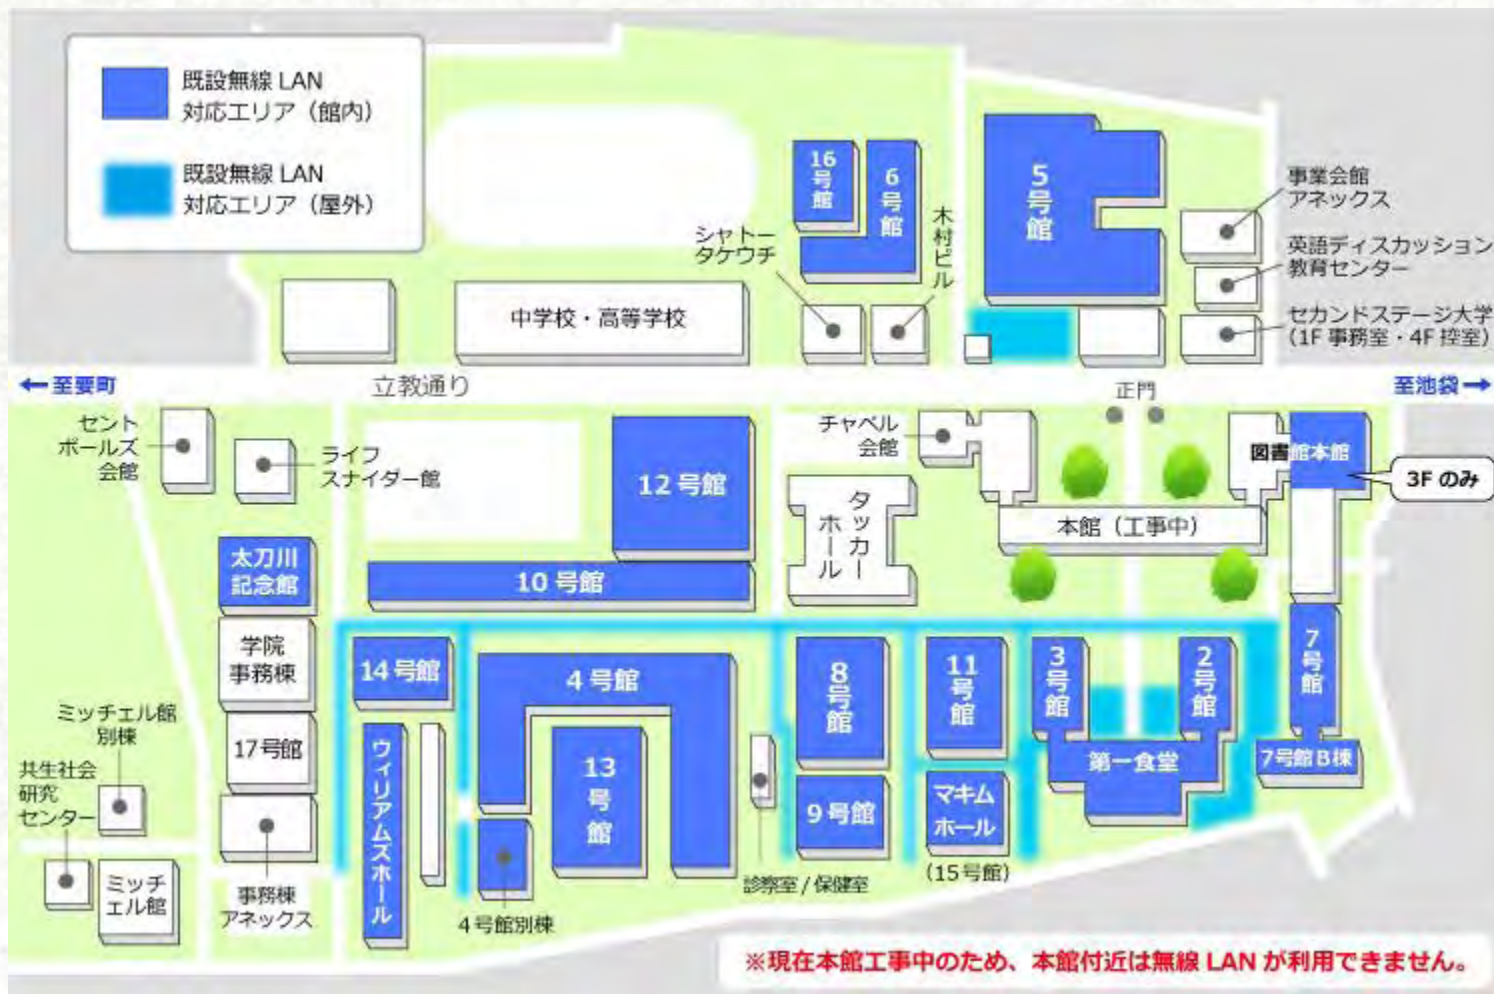 既設無線 LAN
対応エリア（館内）
既設無線 LAN
対応エリア（屋外）
16号館
6号館
木村ビル
シャトー
タケウチ
5号館
事業会館
アネックス
英語ディスカッション
教育センター
セカンドステージ大学
（1F 事務室・4F 控室）
中学校・高等学校
←至要町
立教通り
正門
至池袋→
セント
ポールズ
会館
ライフ
スナイダー館
12号館
チャペル
会館
タッカー
ホール
図書館本館
3F のみ
本館（工事中）
太刀川
記念館
10号館
学院
事務棟
14号館
4号館
8号館
11号館
3号館
2号館
7号館
ミッチェル館
別棟
17号館
ウィリアムズホール
13号館
第一食堂
7号館B棟
共生社会
研究
センター
9号館
マキム
ホール
（15号館）
ミッチ
ェル館
事務棟
アネックス
4号館別棟
診察室 / 保健室
※現在本館工事中のため、本館付近は無線 LAN が利用できません。